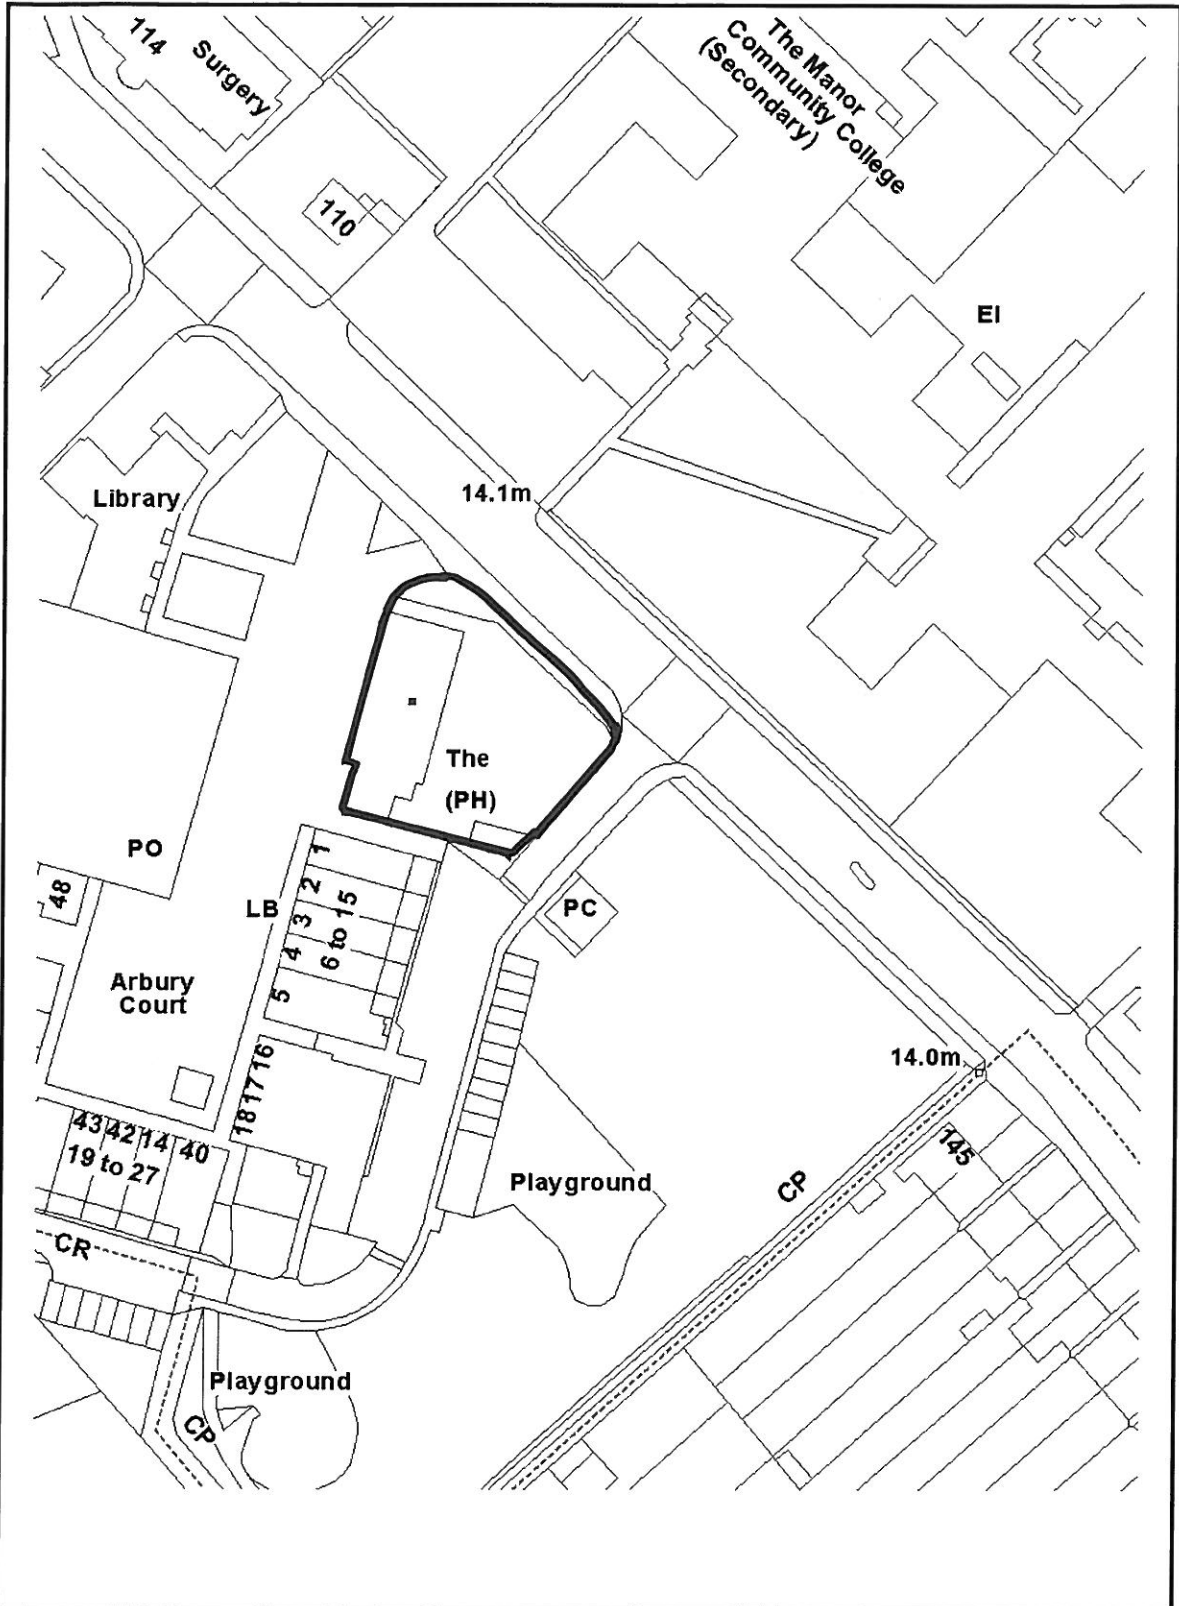 114
Surgery
The Manor
Community College
(Secondary)
110
El
Library
14.1m
The
(PH)
PO
1
2
3
4
5
6 to 15
48
LB
PC
Arbury
Court
16
17
18
14.0m
43
42
14
40
19 to 27
145
Playground
CP
CR
Playground
CP